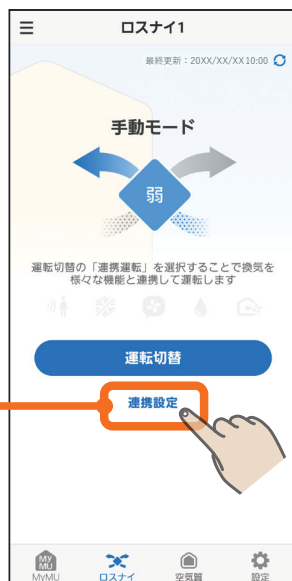 ロスナイ1
最終更新：20XX/XX/XX 10:00
手動モード
弱
運転切替の「連携運転」を選択することで換気を
様々な機能と連携して運転します
運転切替
連携設定
MY
MU
MyMU
ロスナイ
空気質
設定